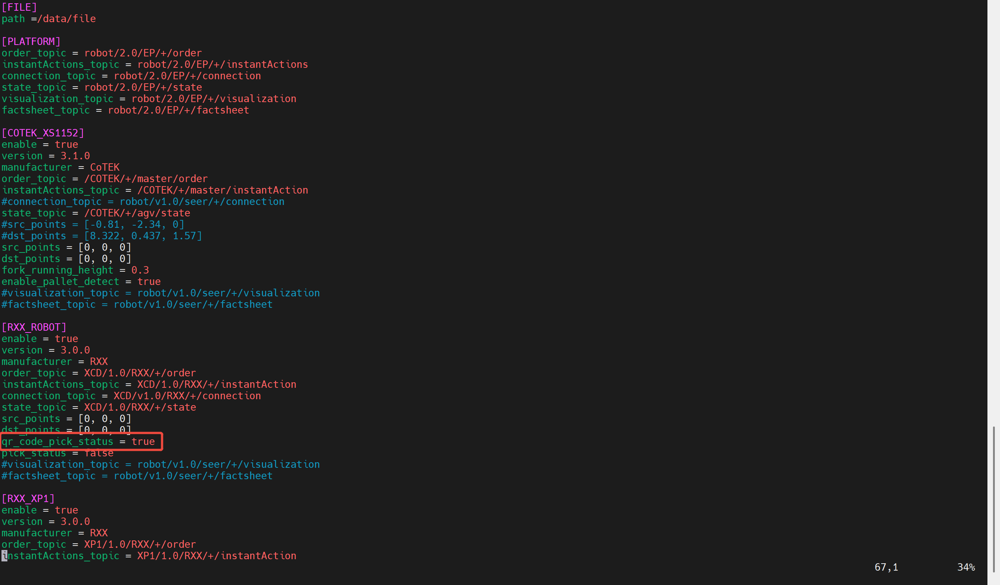 [FILE]
path =/data/file
[PLATFORM]
order_topic = robot/2.0/EP/+/order
instantActions_topic = robot/2.0/EP/+/instantActions
connection_topic = robot/2.0/EP/+/connection
state_topic = robot/2.0/EP/+/state
visualization_topic = robot/2.0/EP/+/visualization
factsheet_topic = robot/2.0/EP/+/factsheet
[COTEK_XS1152]
enable = true
version = 3.1.0
manufacturer = CoTEK
order_topic = /COTEK/+/master/order
instantActions_topic = /COTEK/+/master/instantAction
#connection_topic = robot/v1.0/seer/+/connection
state_topic = /COTEK/+/agv/state
#src_points = [-0.81, -2.34, 0]
#dst_points = [8.322, 0.437, 1.57]
src_points = [0, 0, 0]
dst_points = [0, 0, 0]
fork_running_height = 0.3
enable_pallet_detect = true
#visualization_topic = robot/v1.0/seer/+/visualization
#factsheet_topic = robot/v1.0/seer/+/factsheet
[RXX_ROBOT]
enable = true
version = 3.0.0
manufacturer = RXX
order_topic = XCD/1.0/RXX/+/order
instantActions_topic = XCD/1.0/RXX/+/instantAction
connection_topic = XCD/v1.0/RXX/+/connection
state_topic = XCD/1.0/RXX/+/state
src_points = [0, 0, 0]
dst_points = [0, 0, 0]
qr_code_pick_status = true
pick_status = false
#visualization_topic = robot/v1.0/seer/+/visualization
#factsheet_topic = robot/v1.0/seer/+/factsheet
[RXX_XP1]
enable = true
version = 3.0.0
manufacturer = RXX
order_topic = XP1/1.0/RXX/+/order
instantActions_topic = XP1/1.0/RXX/+/instantAction
67,1 34%